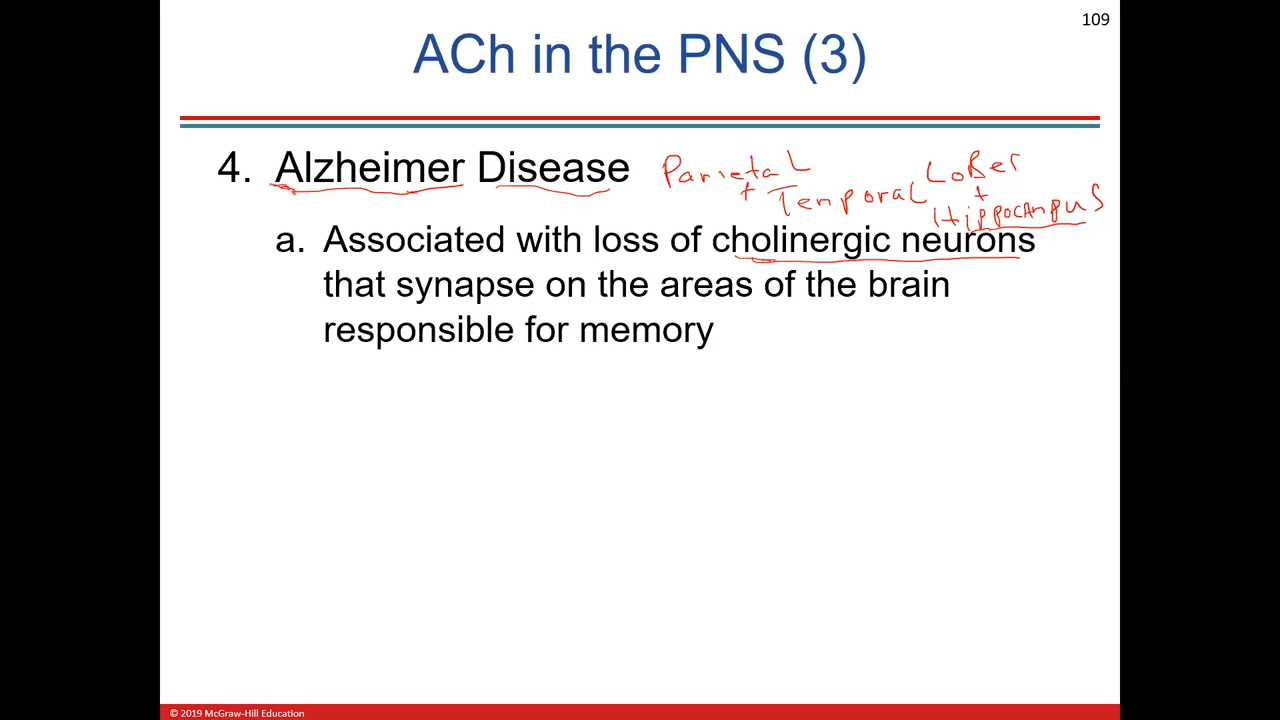 109
ACh in the PNS (3)
4. Alzheimer Disease
Parietal
+ Temporal Lobes
+
Hippocampus
a. Associated with loss of cholinergic neurons
that synapse on the areas of the brain
responsible for memory
© 2019 McGraw-Hill Education